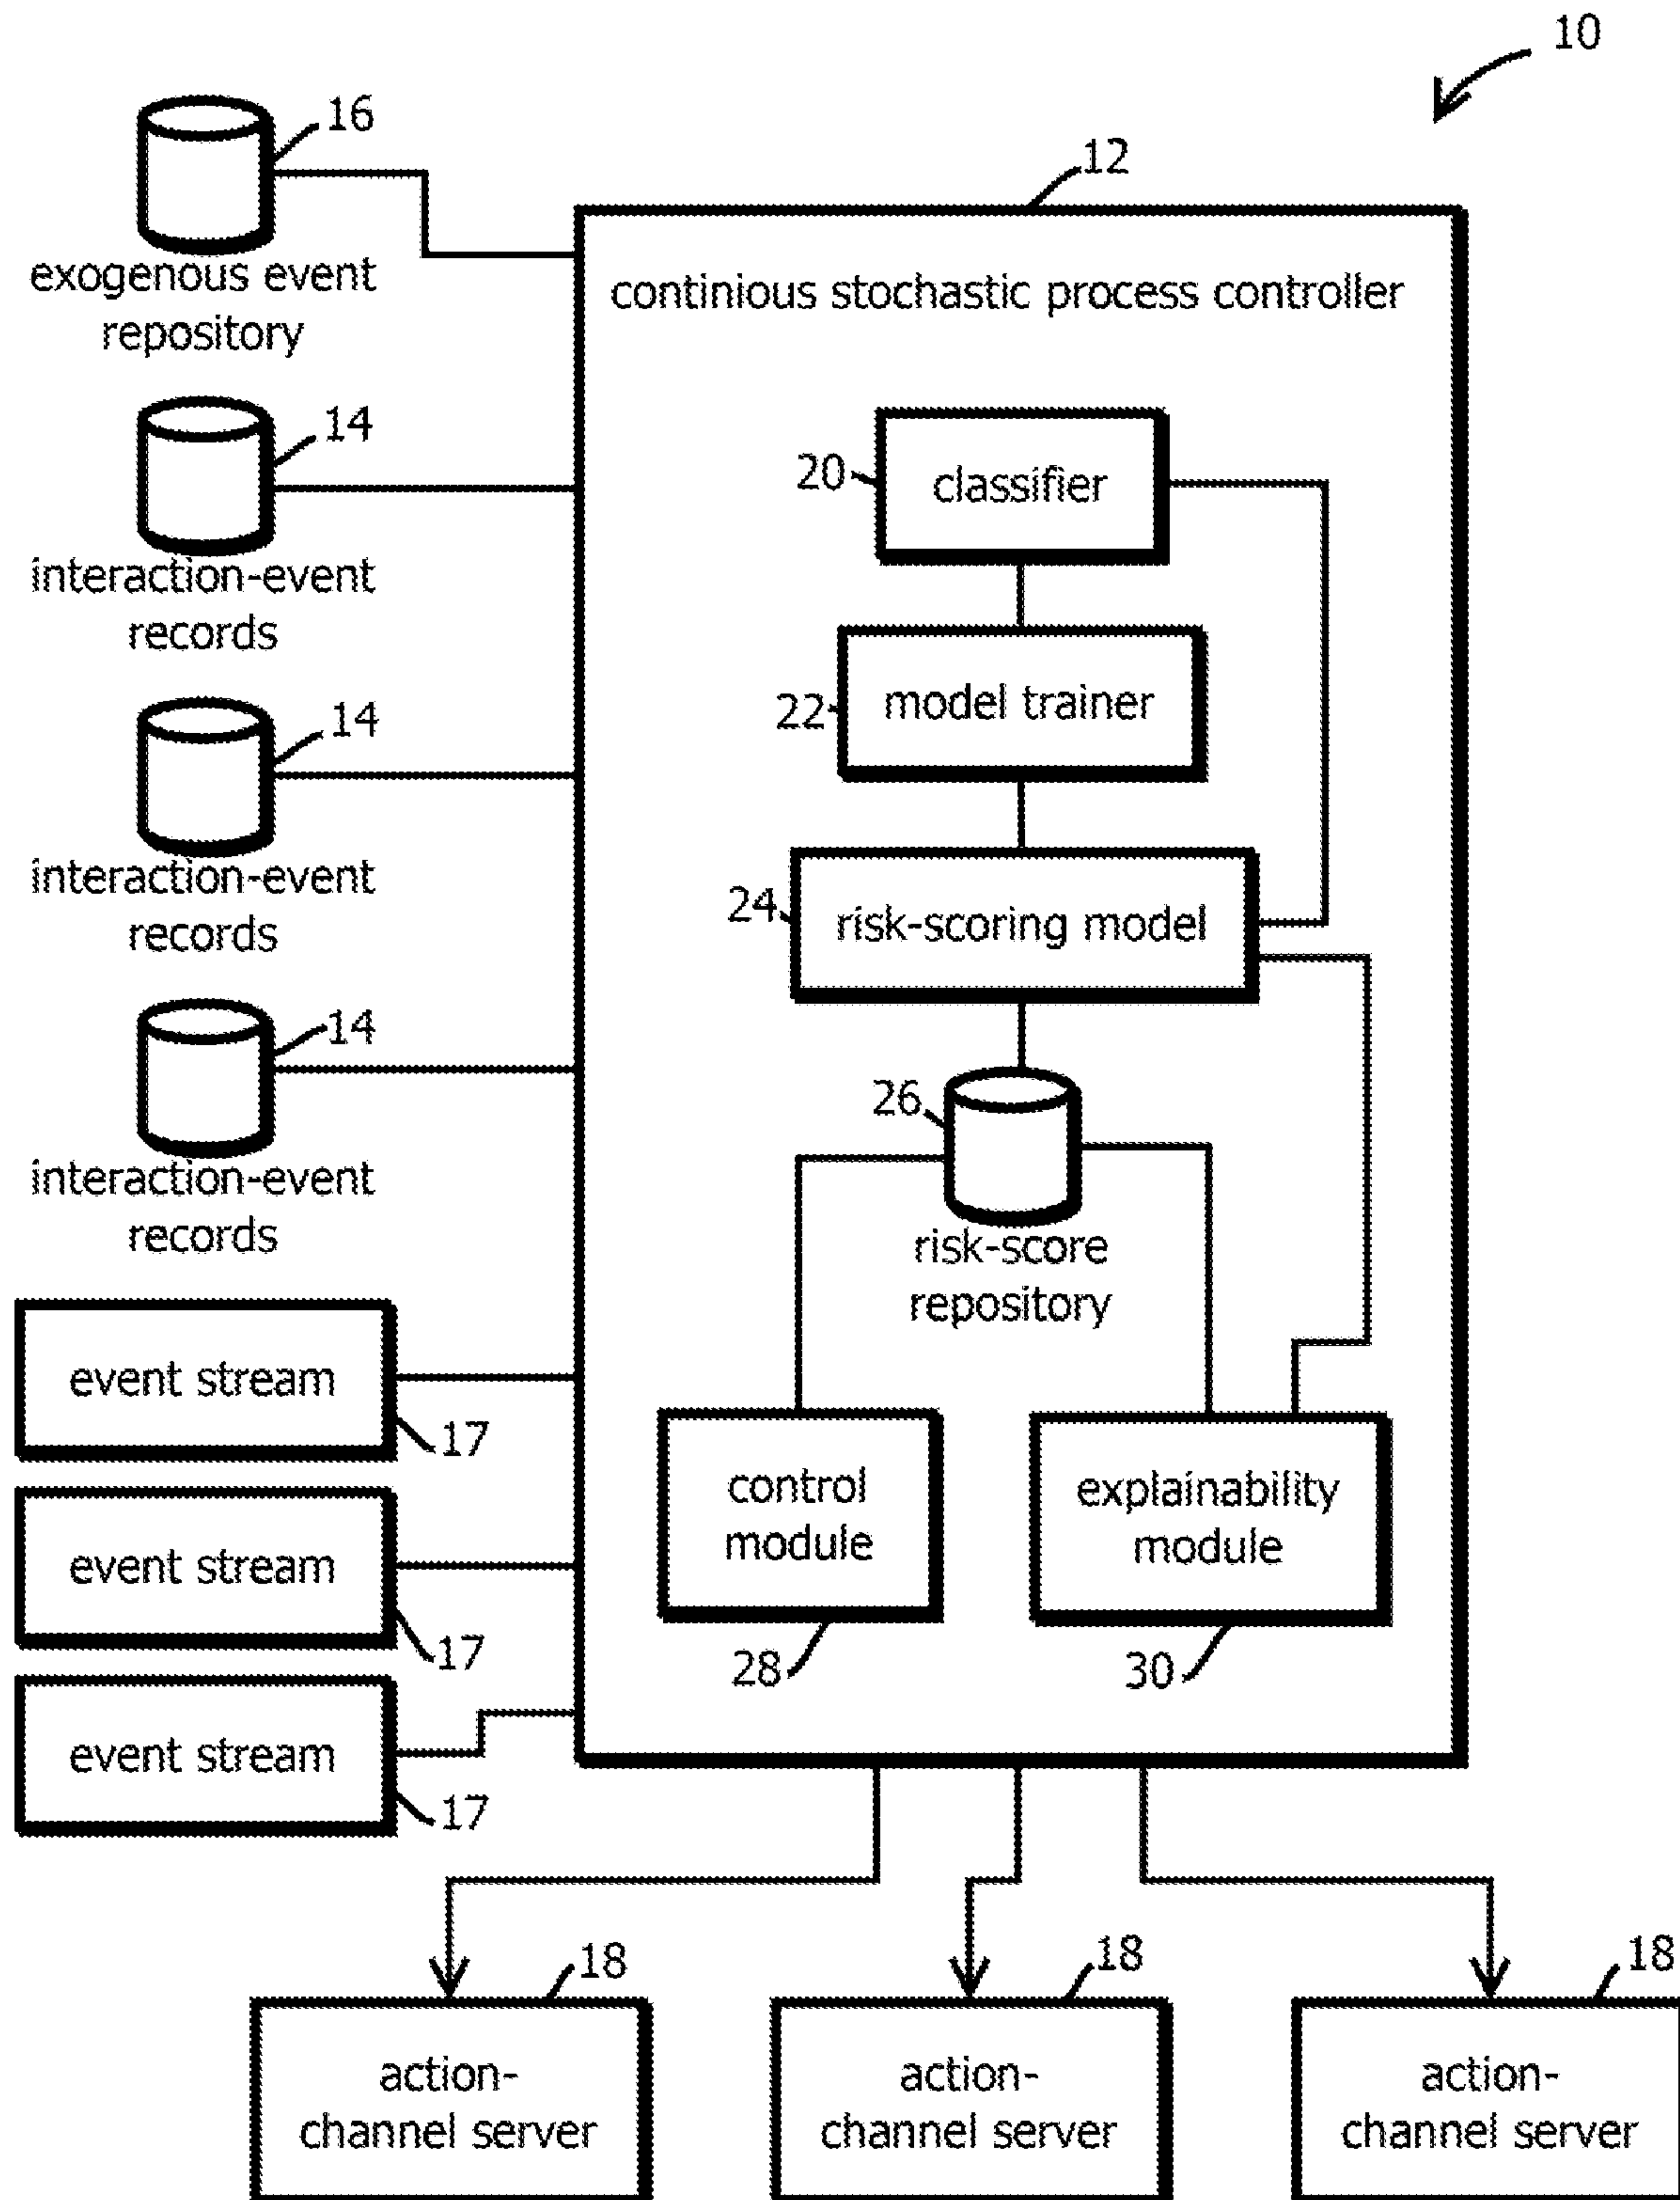 10
16
exogenous event
repository
12
continious stochastic process controller
14
interaction-event
records
14
interaction-event
records
14
interaction-event
records
event stream
17
event stream
17
event stream
17
20
classifier
22
model trainer
24
risk-scoring model
26
risk-score
repository
control
module
28
explainability
module
30
18
action-
channel server
18
action-
channel server
18
action-
channel server